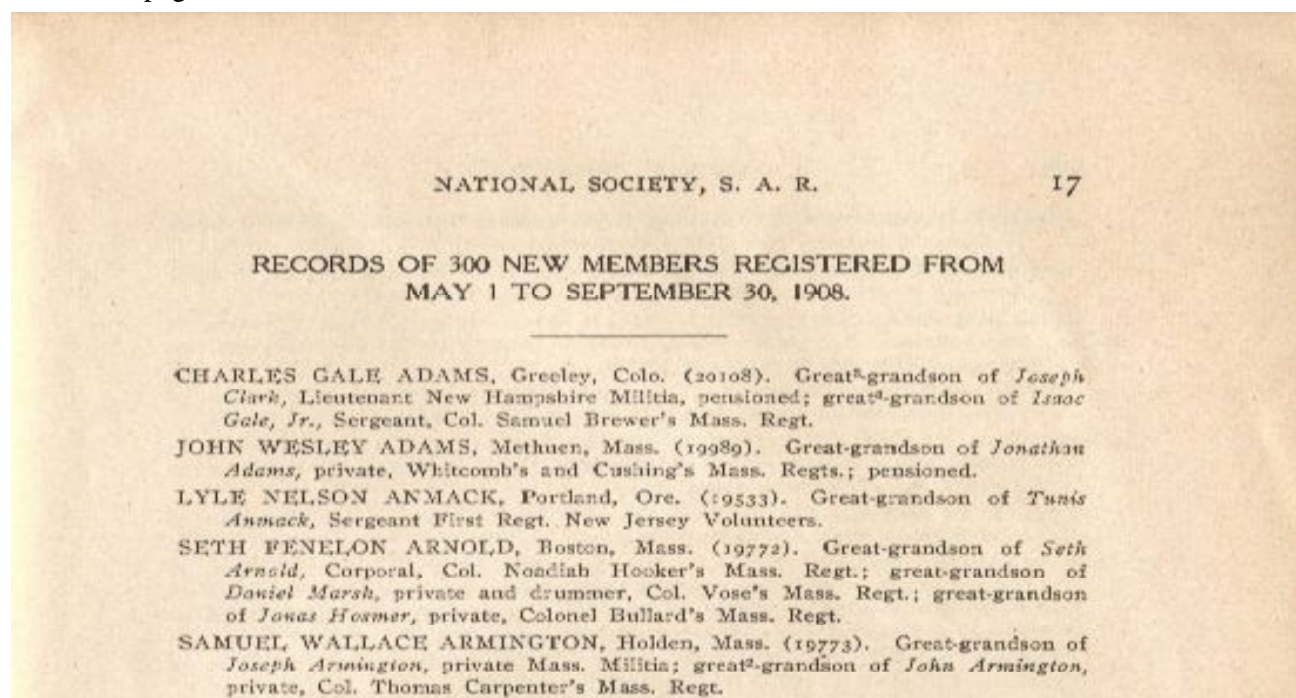 NATIONAL SOCIETY, S. A. R. 17
RECORDS OF 300 NEW MEMBERS REGISTERED FROM
MAY 1 TO SEPTEMBER 30, 1908.
CHARLES GALE ADAMS, Greeley, Colo. (20108). Great-grandson of Joseph
Clark, Lieutenant New Hampshire Militia, pensioned; great-grandson of Isaac
Gale, Jr., Sergeant, Col. Samuel Brewer's Mass. Regt.
JOHN WESLEY ADAMS, Methuen, Mass. (19989). Great-grandson of Jonathan
Adams, private, Whitcomb's and Cushing's Mass. Regts.; pensioned.
LYLE NELSON ANMACK, Portland, Ore. (19533). Great-grandson of Tunis
Anmack, Sergeant First Regt. New Jersey Volunteers.
SETH FENELON ARNOLD, Boston, Mass. (19772). Great-grandson of Seth
Arnold, Corporal, Col. Noadiah Hooker's Mass. Regt.; great-grandson of
Daniel Marsh, private and drummer, Col. Vose's Mass. Regt.; great-grandson
of Jonas Hosmer, private, Colonel Bullard's Mass. Regt.
SAMUEL WALLACE ARMINGTON, Holden, Mass. (19773). Great-grandson of
Joseph Armington, private Mass. Militia; great²-grandson of John Armington,
private, Col. Thomas Carpenter's Mass. Regt.